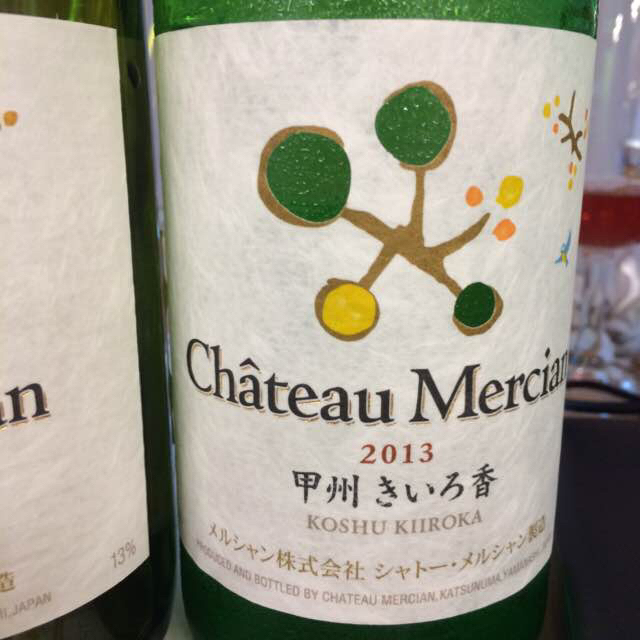 an
造
I, JAPAN
13%
Château Mercian
2013
甲州 きいろ香
KOSHU KIIROKA
メルシャン株式会社 シャトー・メルシャン製造
PRODUCED AND BOTTLED BY CHATEAU MERCIAN, KATSUNUMA, YAMANASHI